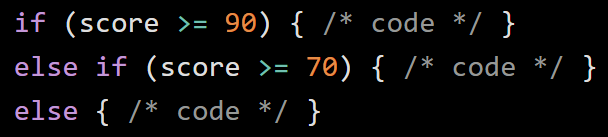 if (score >= 90) { /* code */ }
else if (score >= 70) { /* code */ }
else { /* code */ }